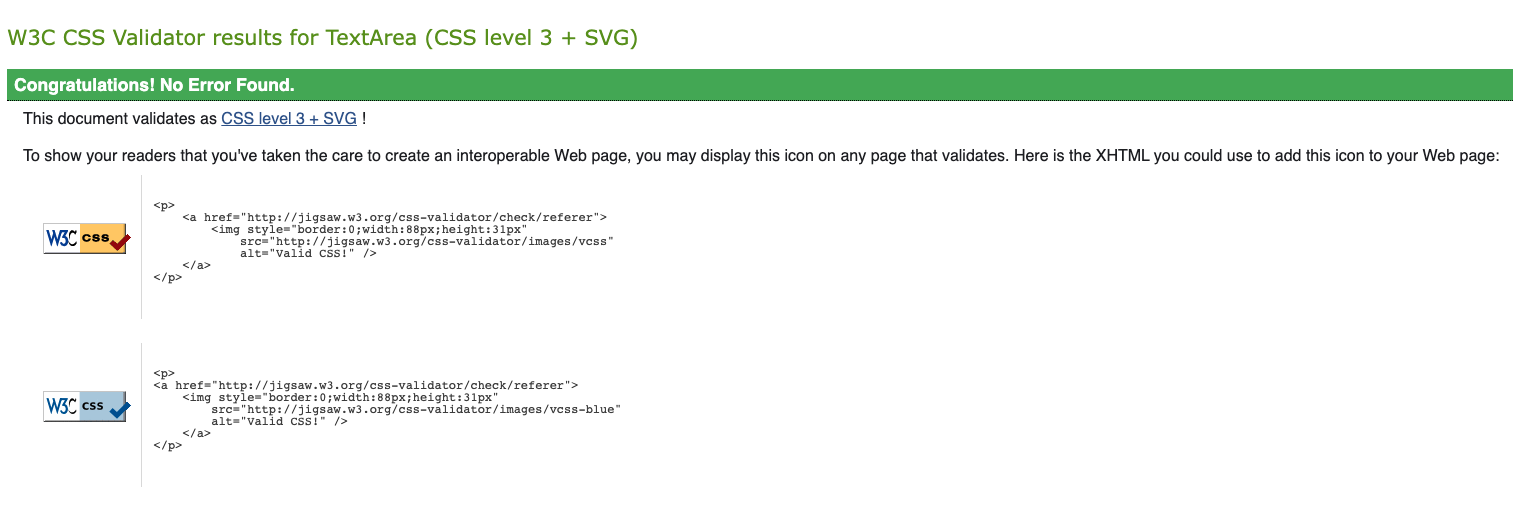 W3C CSS Validator results for TextArea (CSS level 3 + SVG)
Congratulations! No Error Found.
This document validates as CSS level 3 + SVG !
To show your readers that you've taken the care to create an interoperable Web page, you may display this icon on any page that validates. Here is the XHTML you could use to add this icon to your Web page:
W3C css
<p>
    <a href="http://jigsaw.w3.org/css-validator/check/referer">
        <img style="border:0;width:88px;height:31px"
            src="http://jigsaw.w3.org/css-validator/images/vcss"
            alt="Valid CSS!" />
    </a>
</p>
W3C css
<p>
<a href="http://jigsaw.w3.org/css-validator/check/referer">
    <img style="border:0;width:88px;height:31px"
        src="http://jigsaw.w3.org/css-validator/images/vcss-blue"
        alt="Valid CSS!" />
    </a>
</p>